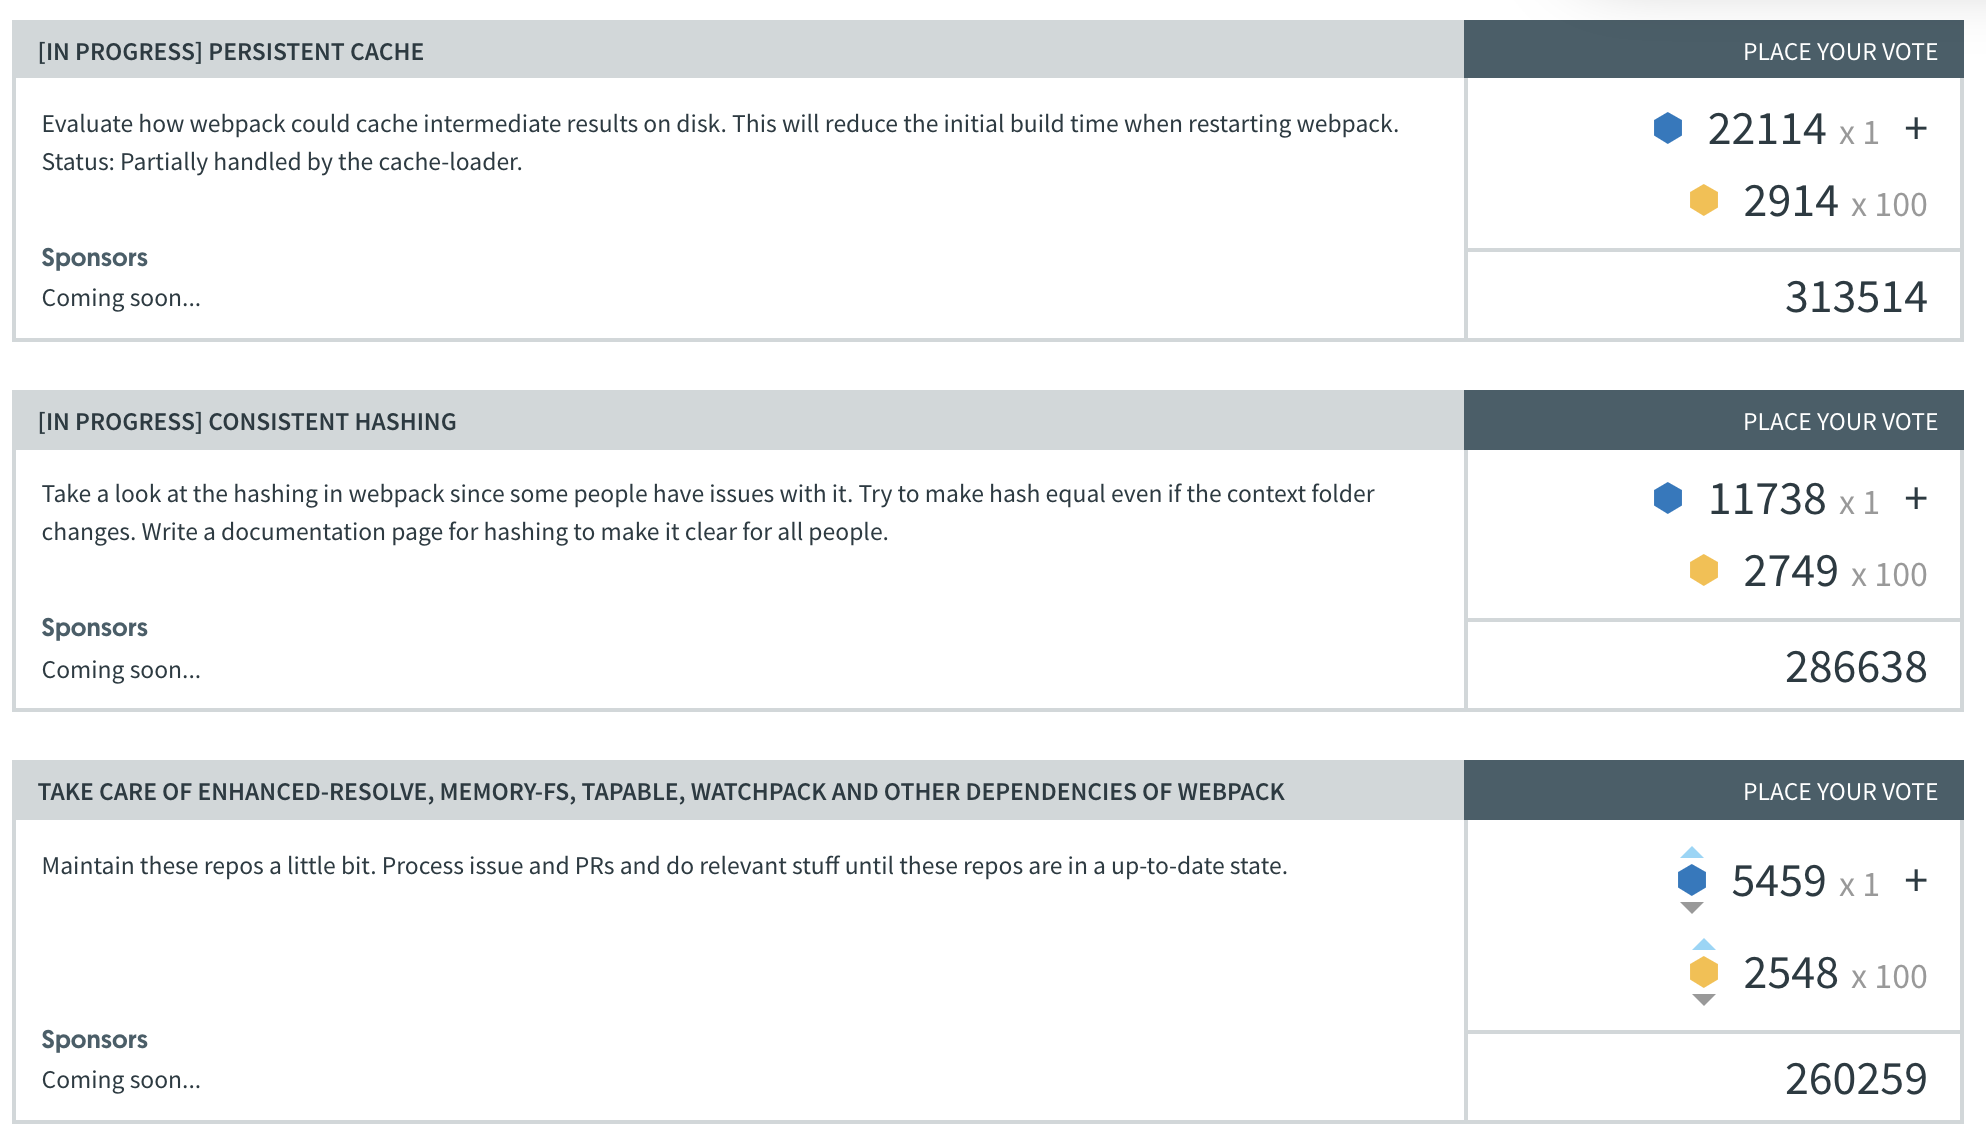 [IN PROGRESS] PERSISTENT CACHE
PLACE YOUR VOTE
Evaluate how webpack could cache intermediate results on disk. This will reduce the initial build time when restarting webpack.
Status: Partially handled by the cache-loader.
22114 x 1 +
2914 x 100
Sponsors
Coming soon...
313514
[IN PROGRESS] CONSISTENT HASHING
PLACE YOUR VOTE
Take a look at the hashing in webpack since some people have issues with it. Try to make hash equal even if the context folder
changes. Write a documentation page for hashing to make it clear for all people.
11738 x 1 +
2749 x 100
Sponsors
Coming soon...
286638
TAKE CARE OF ENHANCED-RESOLVE, MEMORY-FS, TAPABLE, WATCHPACK AND OTHER DEPENDENCIES OF WEBPACK
PLACE YOUR VOTE
Maintain these repos a little bit. Process issue and PRs and do relevant stuff until these repos are in a up-to-date state.
5459 x 1 +
2548 x 100
Sponsors
Coming soon...
260259